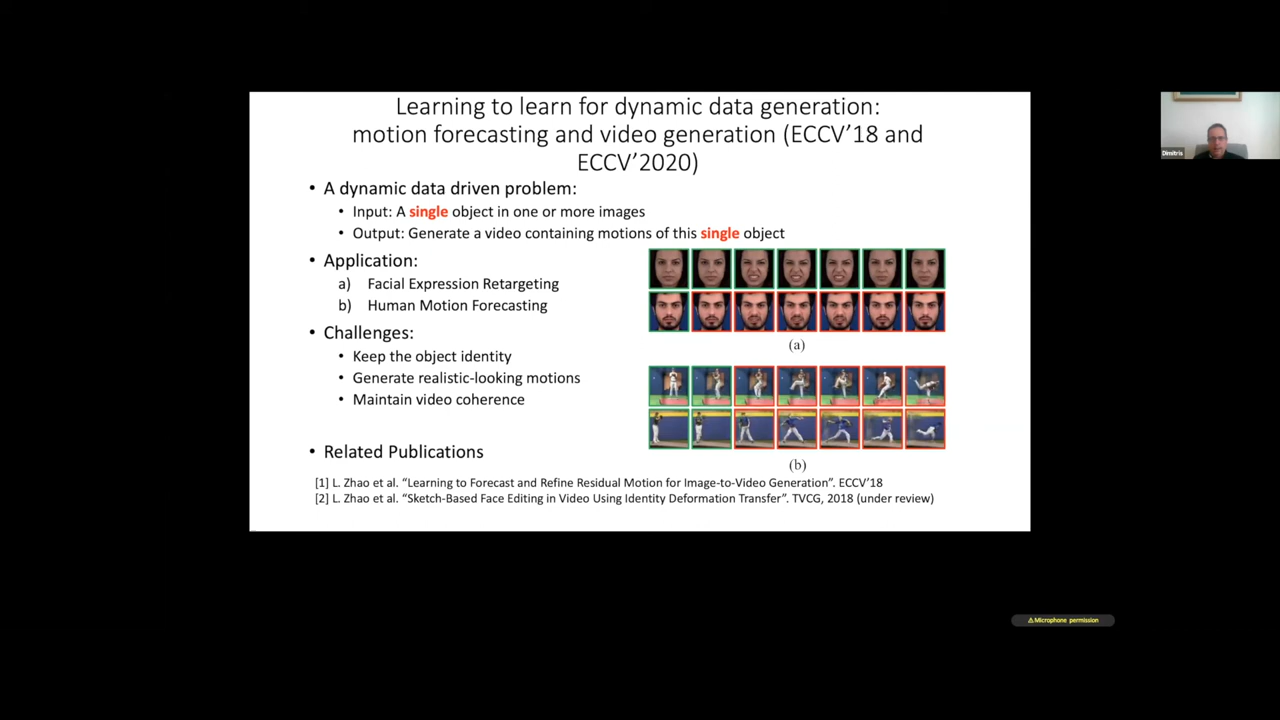 Learning to learn for dynamic data generation:
motion forecasting and video generation (ECCV'18 and
ECCV'2020)
• A dynamic data driven problem:
• Input: A single object in one or more images
• Output: Generate a video containing motions of this single object
• Application:
a) Facial Expression Retargeting
b) Human Motion Forecasting
(a)
• Challenges:
• Keep the object identity
• Generate realistic-looking motions
• Maintain video coherence
(b)
• Related Publications
[1] L. Zhao et al. “Learning to Forecast and Refine Residual Motion for Image-to-Video Generation”. ECCV'18
[2] L. Zhao et al. “Sketch-Based Face Editing in Video Using Identity Deformation Transfer”. TVCG, 2018 (under review)
Dimitris
⚠ Microphone permission